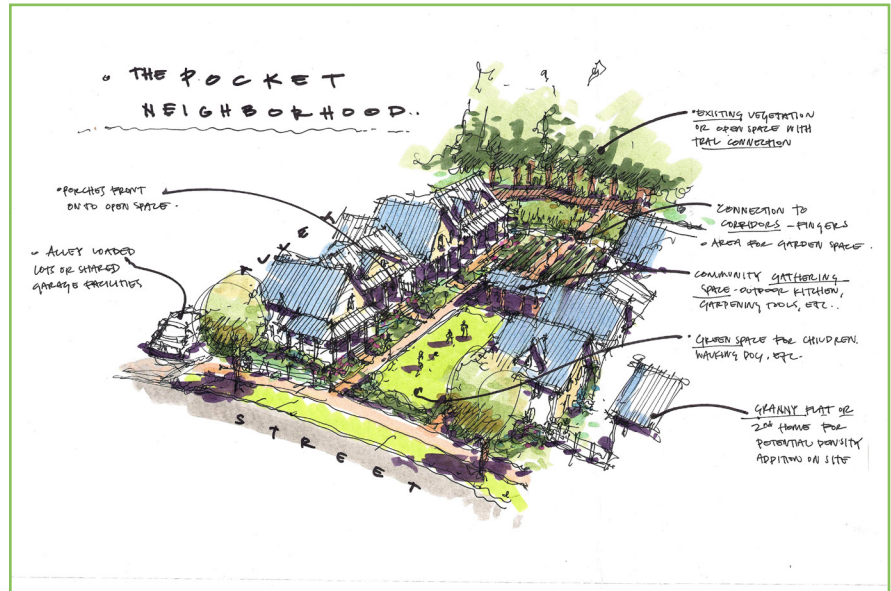 • THE POCKET
NEIGHBORHOOD..
• PORCHES FRONT
ON TO OPEN SPACE.
• ALLEY LOADED
LOTS OR SHARED
GARAGE FACILITIES
ALLEY
STREET
• EXISTING VEGETATION
OR OPEN SPACE WITH
TRAIL CONNECTION
CONNECTION TO
CORRIDORS - FINGERS
• AREA FOR GARDEN SPACE.
COMMUNITY GATHERING
SPACE - OUTDOOR KITCHEN,
GARDENING TOOLS, ETC..
• GREEN SPACE FOR CHILDREN.
WALKING DOG, ETC.
GRANNY FLAT OR
2ND HOME FOR
POTENTIAL DENSITY
ADDITION ON SITE